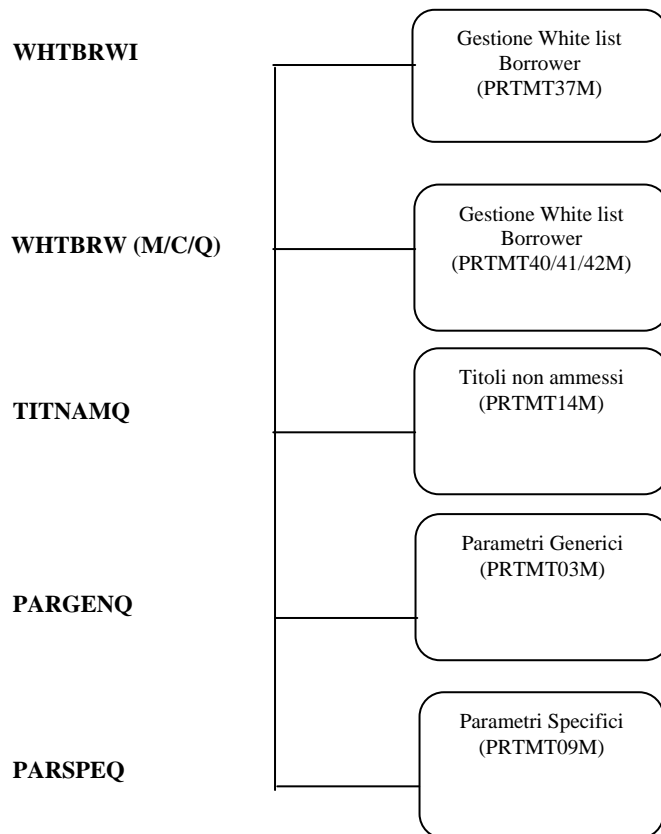 WHTBRWI
Gestione White list
Borrower
(PRTMT37M)
WHTBRW (M/C/Q)
Gestione White list
Borrower
(PRTMT40/41/42M)
TITNAMQ
Titoli non ammessi
(PRTMT14M)
PARGENQ
Parametri Generici
(PRTMT03M)
PARSPEQ
Parametri Specifici
(PRTMT09M)